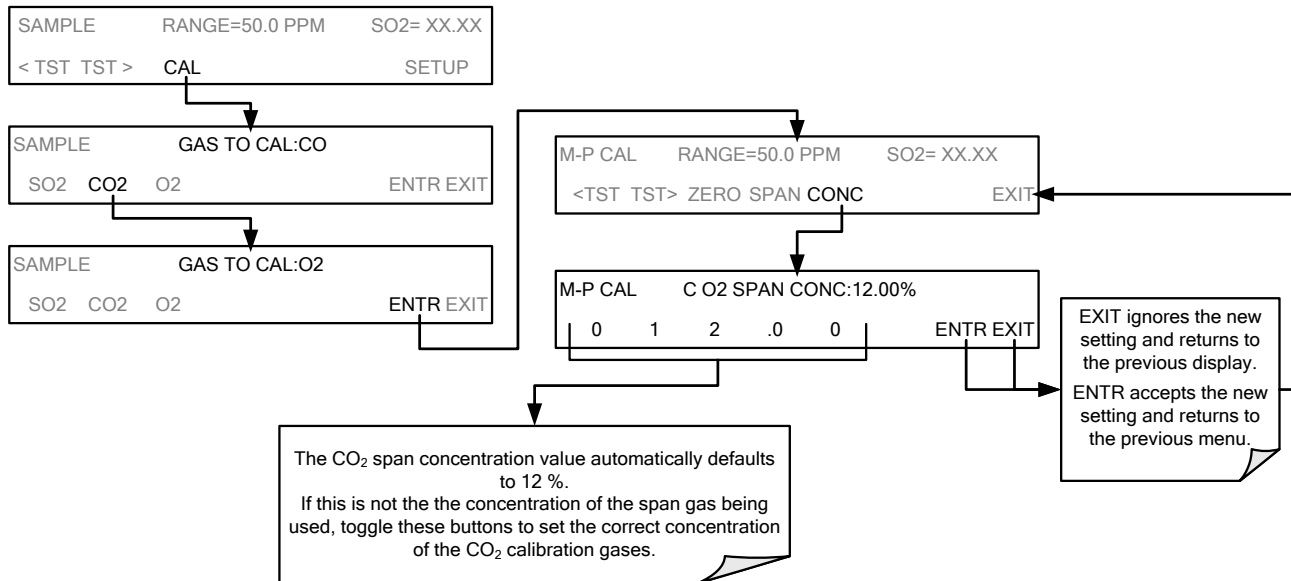 SAMPLE RANGE=50.0 PPM SO2= XX.XX
< TST TST > CAL SETUP
SAMPLE GAS TO CAL:CO
SO2 CO2 O2 ENTR EXIT
SAMPLE GAS TO CAL:O2
SO2 CO2 O2 ENTR EXIT
M-P CAL RANGE=50.0 PPM SO2= XX.XX
<TST TST> ZERO SPAN CONC EXIT
M-P CAL C O2 SPAN CONC:12.00%
0 1 2 .0 0 ENTR EXIT
EXIT ignores the new
setting and returns to
the previous display.
ENTR accepts the new
setting and returns to
the previous menu.
The CO₂ span concentration value automatically defaults
to 12 %.
If this is not the the concentration of the span gas being
used, toggle these buttons to set the correct concentration
of the CO₂ calibration gases.